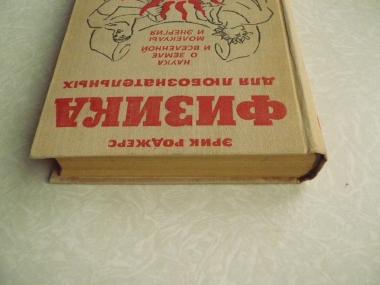 ЭРИК РОДЖЕРС
ФИЗИКА
ДЛЯ ЛЮБОЗНАТЕЛЬНЫХ
НАУКА
О ЗЕМЛЕ
И ВСЕЛЕННОЙ
МОЛЕКУЛЫ
И ЭНЕРГИЯ